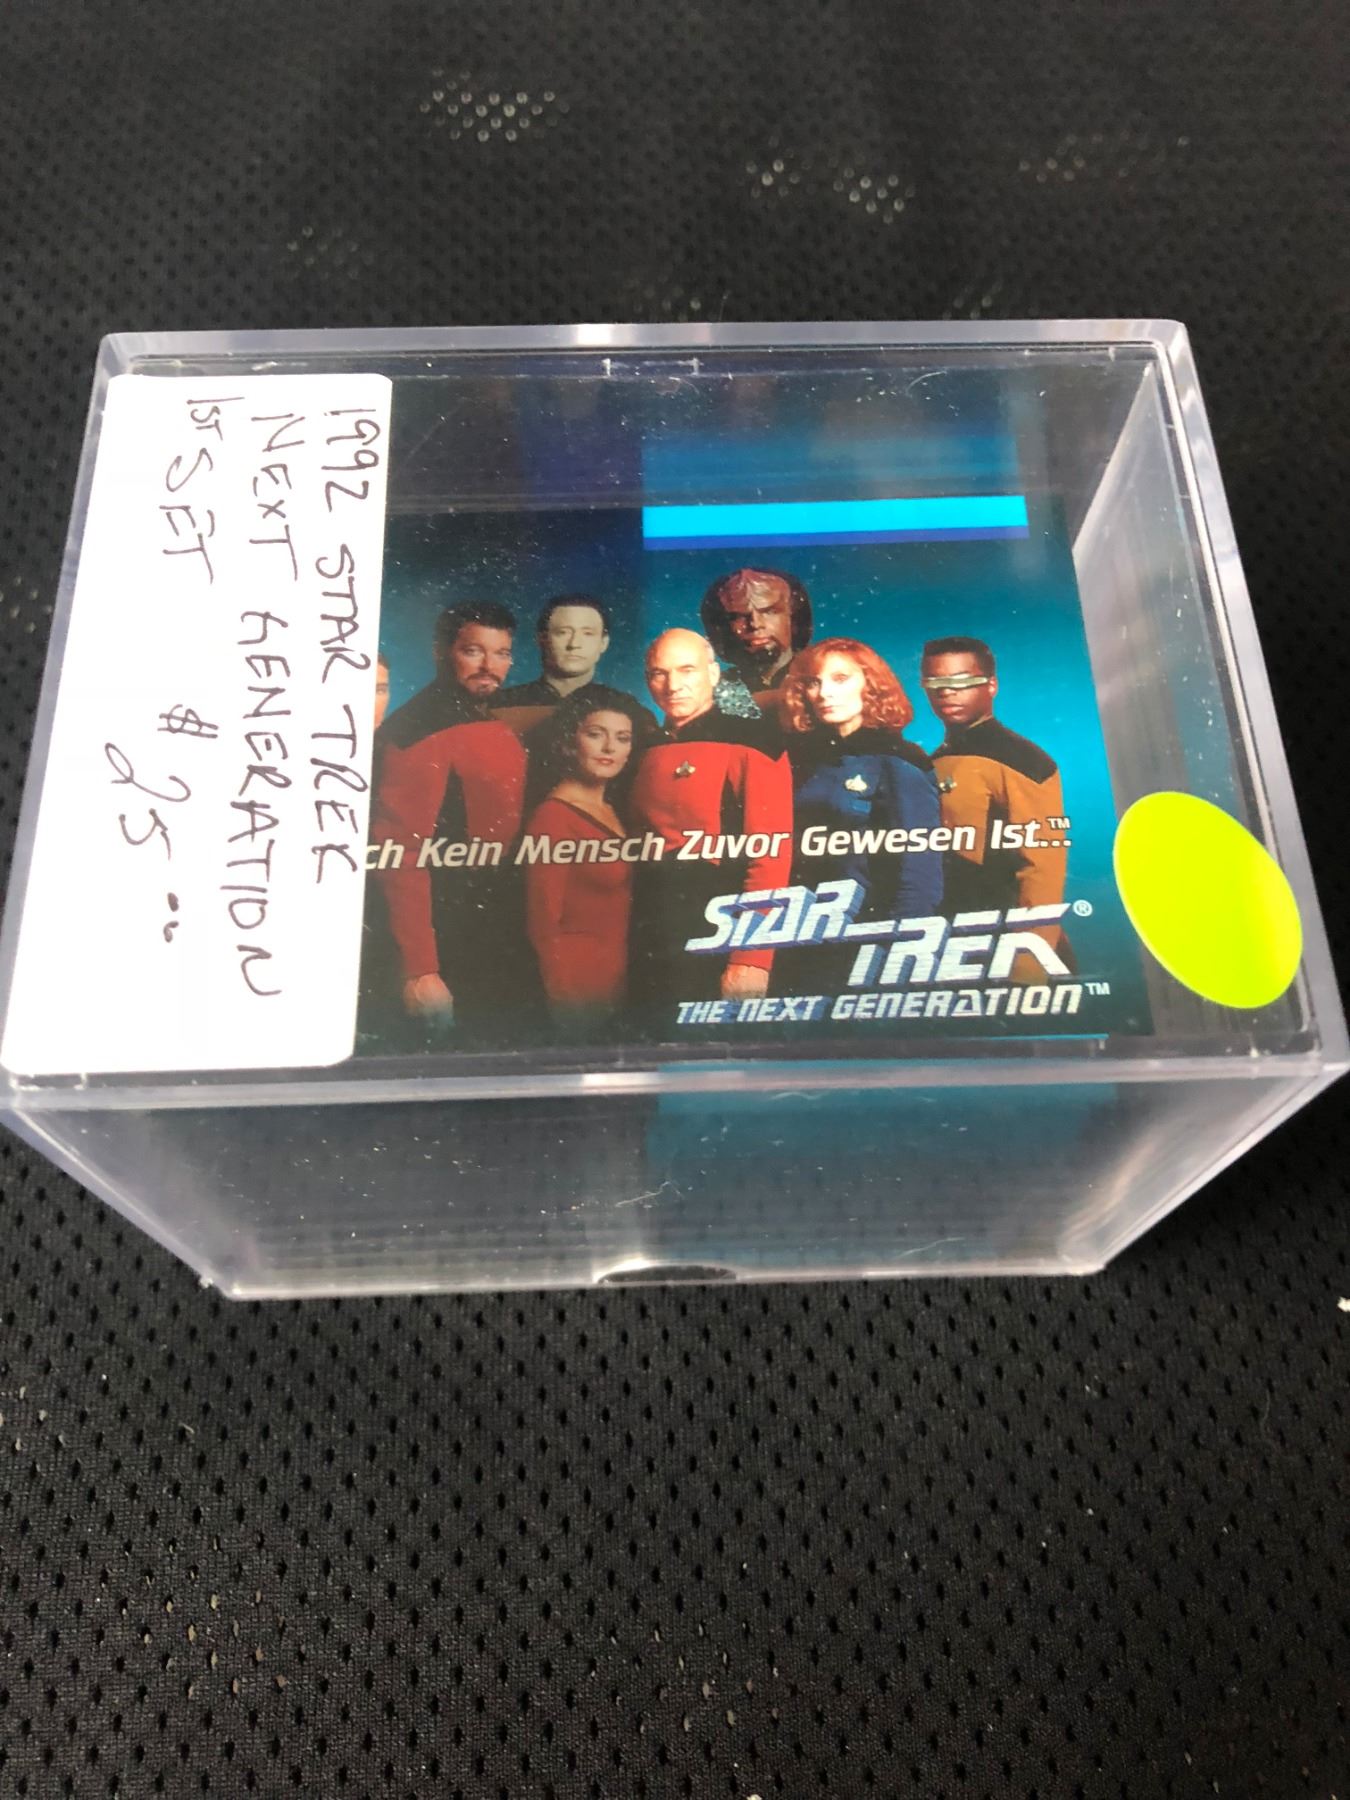 1992 STAR TREK
NEXT GENERATION
1ST SET
$ 25--
ch Kein Mensch Zuvor Gewesen Ist...™
STAR TREK®
THE NEXT GENERATION™